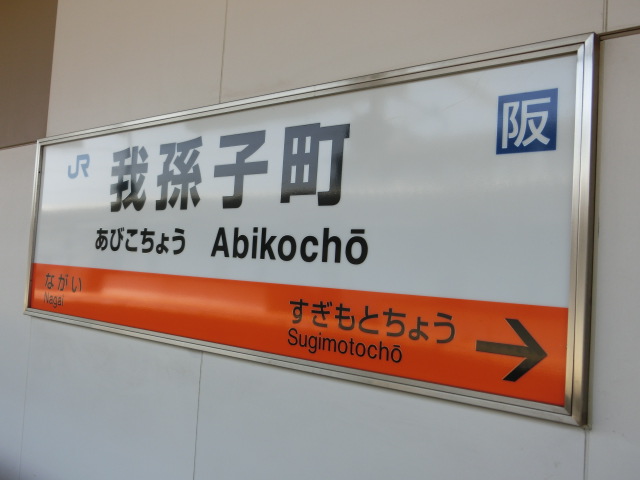 JR 我孫子町 阪
あびこちょう Abikochō
ながい
Nagai
すぎもとちょう
Sugimotochō